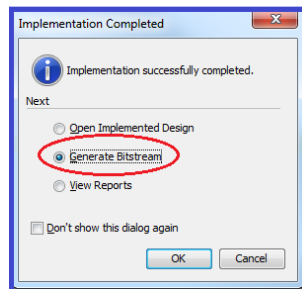 Implementation Completed
Implementation successfully completed.
Next
Open Implemented Design
Generate Bitstream
View Reports
Don't show this dialog again
OK Cancel